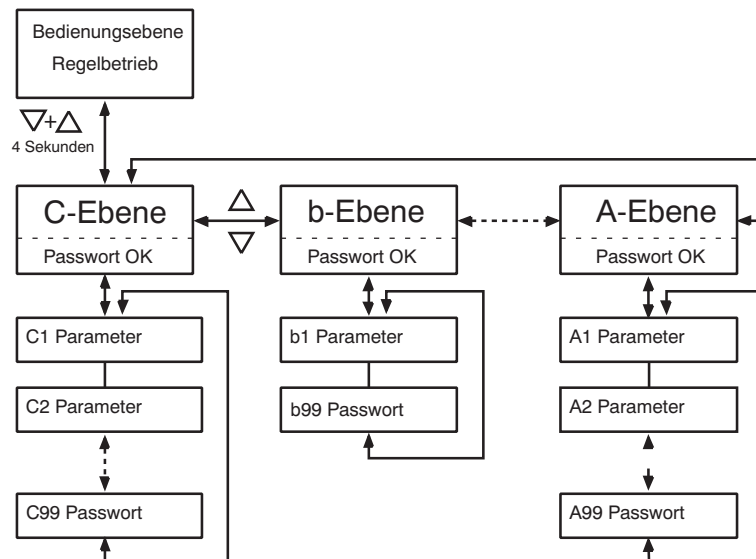 Bedienungsebene
Regelbetrieb
+
4 Sekunden
C-Ebene
Passwort OK
b-Ebene
Passwort OK
A-Ebene
Passwort OK
C1 Parameter
C2 Parameter
C99 Passwort
b1 Parameter
b99 Passwort
A1 Parameter
A2 Parameter
A99 Passwort